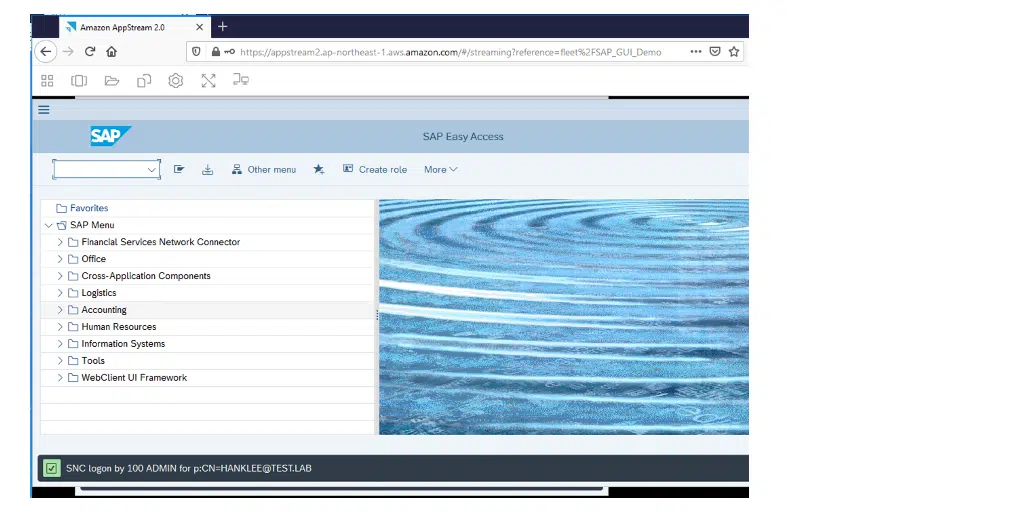 Amazon AppStream 2.0
https://appstream2.ap-northeast-1.aws.amazon.com/#/streaming?reference=fleet%2FSAP_GUI_Demo
SAP
SAP Easy Access
Other menu
Create role
More
Favorites
SAP Menu
Financial Services Network Connector
Office
Cross-Application Components
Logistics
Accounting
Human Resources
Information Systems
Tools
WebClient UI Framework
SNC logon by 100 ADMIN for p:CN=HANKLEE@TEST.LAB